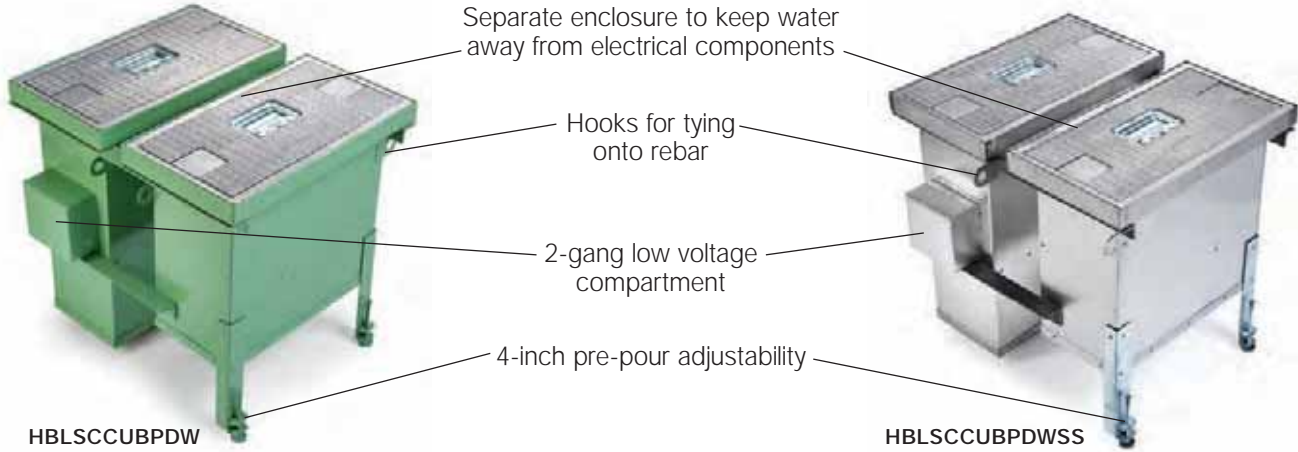 Separate enclosure to keep water
away from electrical components
Hooks for tying
onto rebar
2-gang low voltage
compartment
4-inch pre-pour adjustability
HBLSCCUBPDW
HBLSCCUBPDWSS